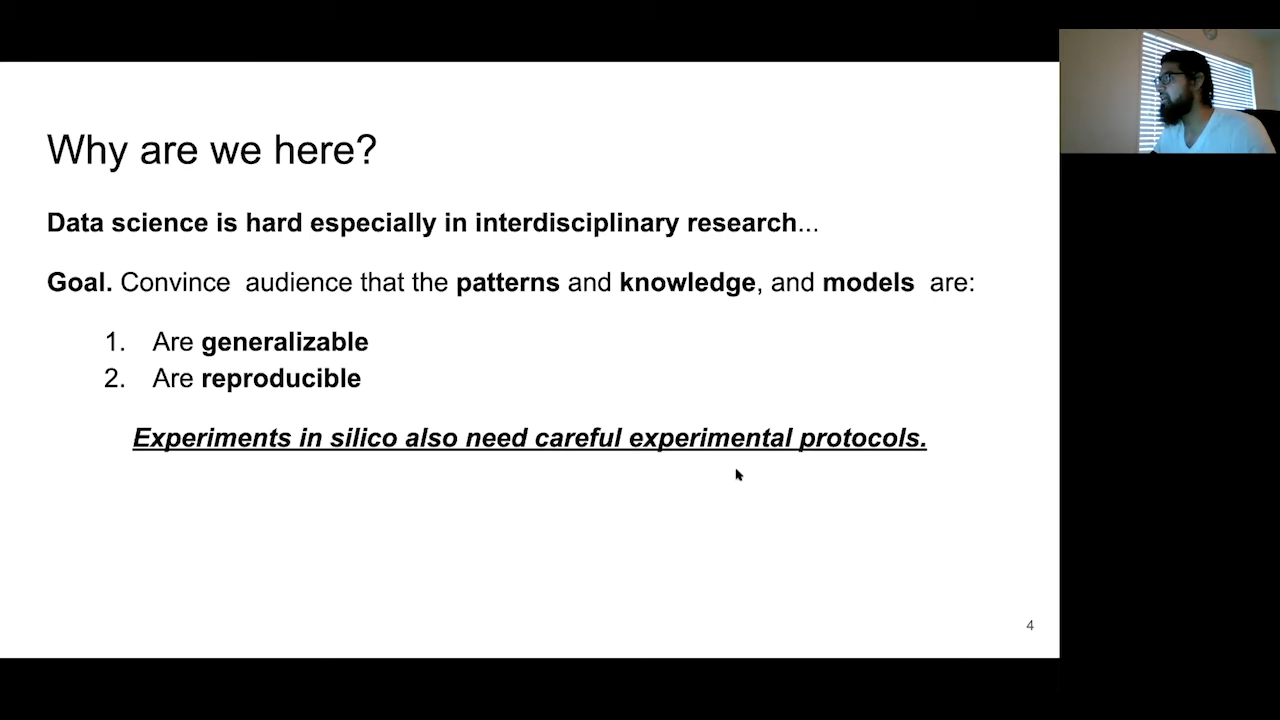 Why are we here?
Data science is hard especially in interdisciplinary research...
Goal. Convince  audience that the patterns and knowledge, and models  are:
1. Are generalizable
2. Are reproducible
Experiments in silico also need careful experimental protocols.
4